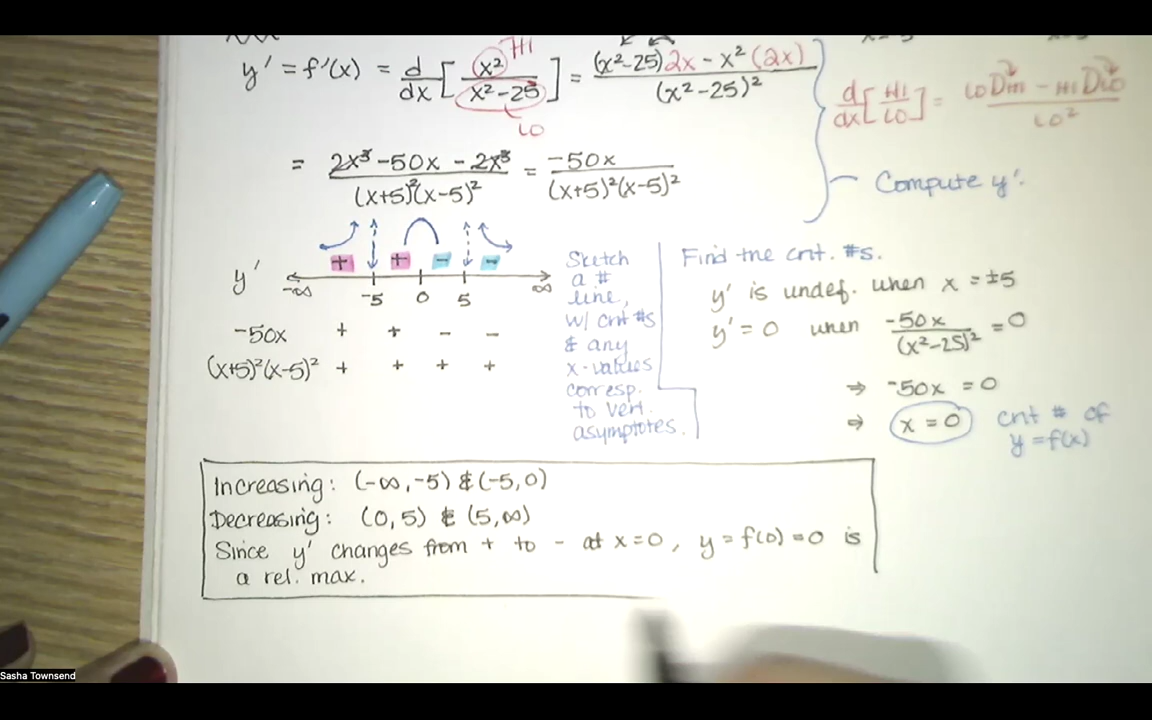 y' = f'(x) = d/dx [ x² / x² - 25 ] = (x² - 25) 2x - x² (2x) / (x² - 25)²
HI
LO
d/dx [ HI / LO ] = LO DHI - HI DLO / LO²
= 2x³ - 50x - 2x³ / (x+5)²(x-5)² = -50x / (x+5)²(x-5)²
Compute y'.
+ + - -
y'
-∞ -5 0 5 ∞
-50x + + - -
(x+5)²(x-5)² + + + +
Sketch
a #
line,
w/ crit #s
& any
x-values
corresp.
to vert.
asymptotes.
Find the crit. #s.
y' is undef. when x = ±5
y' = 0 when -50x / (x² - 25)² = 0
⇒ -50x = 0
⇒ x = 0 crit # of
y = f(x)
Increasing: (-∞, -5) & (-5, 0)
Decreasing: (0, 5) & (5, ∞)
Since y' changes from + to - at x = 0, y = f(0) = 0 is
a rel. max.
Sasha Townsend